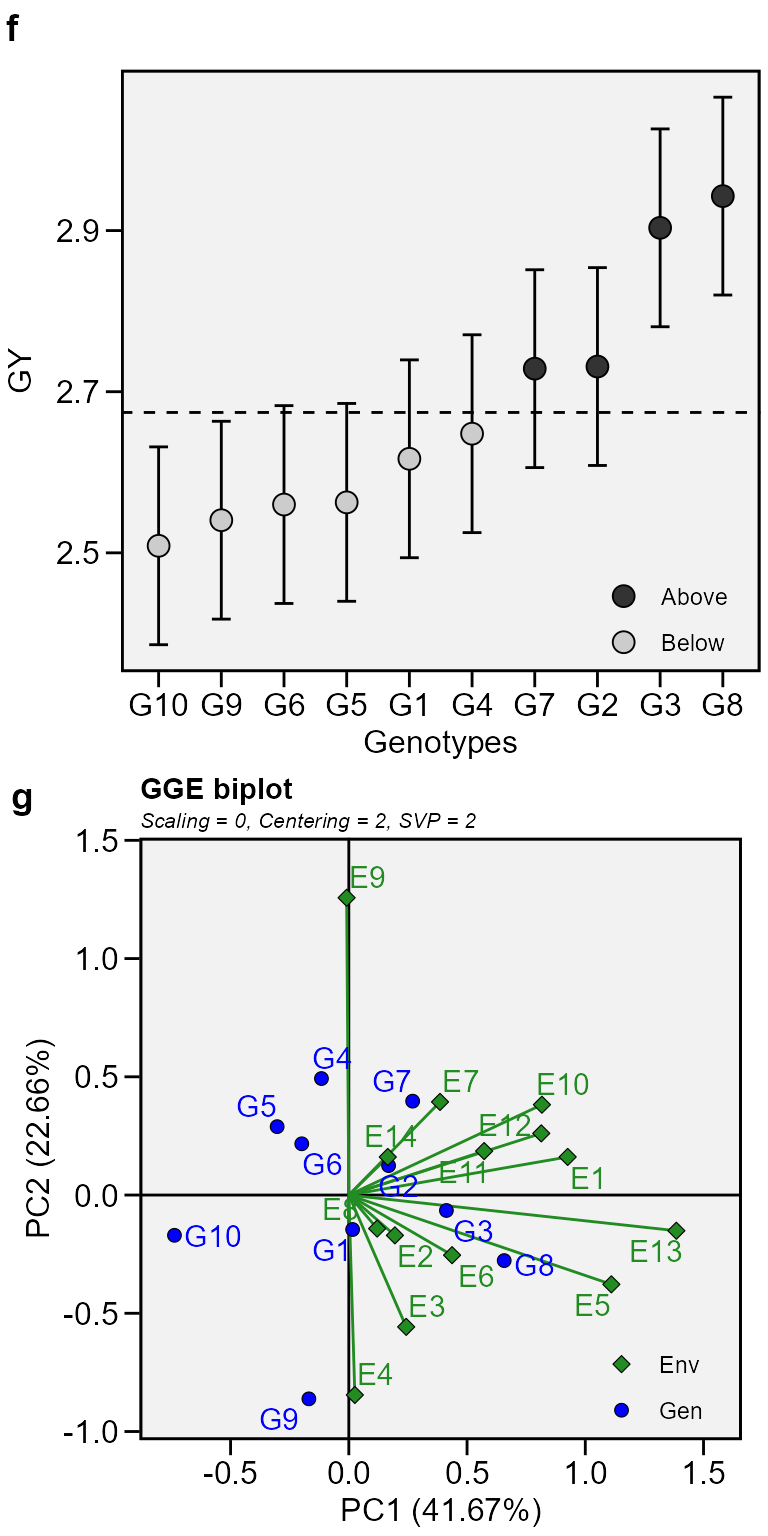 f
GY
2.9
2.7
2.5
Above
Below
G10 G9 G6 G5 G1 G4 G7 G2 G3 G8
Genotypes
g
GGE biplot
Scaling = 0, Centering = 2, SVP = 2
PC2 (22.66%)
1.5
1.0
0.5
0.0
-0.5
-1.0
E9
G4
G7
E7
E10
G5
E14
E12
G6
E11
E1
G2
E8
G10
G1
E2
G3
E13
E6
G8
E3
E5
E4
G9
Env
Gen
-0.5 0.0 0.5 1.0 1.5
PC1 (41.67%)